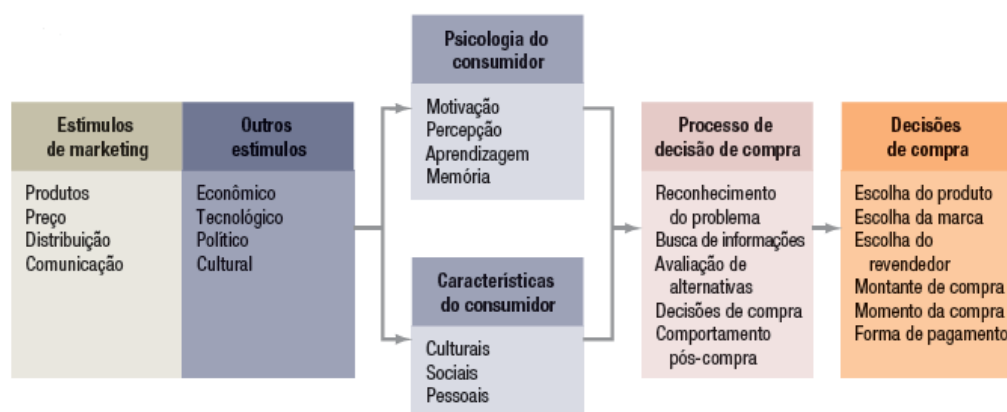 Estímulos
de marketing
Produtos
Preço
Distribuição
Comunicação
Outros
estímulos
Econômico
Tecnológico
Político
Cultural
Psicologia do
consumidor
Motivação
Percepção
Aprendizagem
Memória
Características
do consumidor
Culturais
Sociais
Pessoais
Processo de
decisão de compra
Reconhecimento
do problema
Busca de informações
Avaliação de
alternativas
Decisões de compra
Comportamento
pós-compra
Decisões
de compra
Escolha do produto
Escolha da marca
Escolha do
revendedor
Montante de compra
Momento da compra
Forma de pagamento